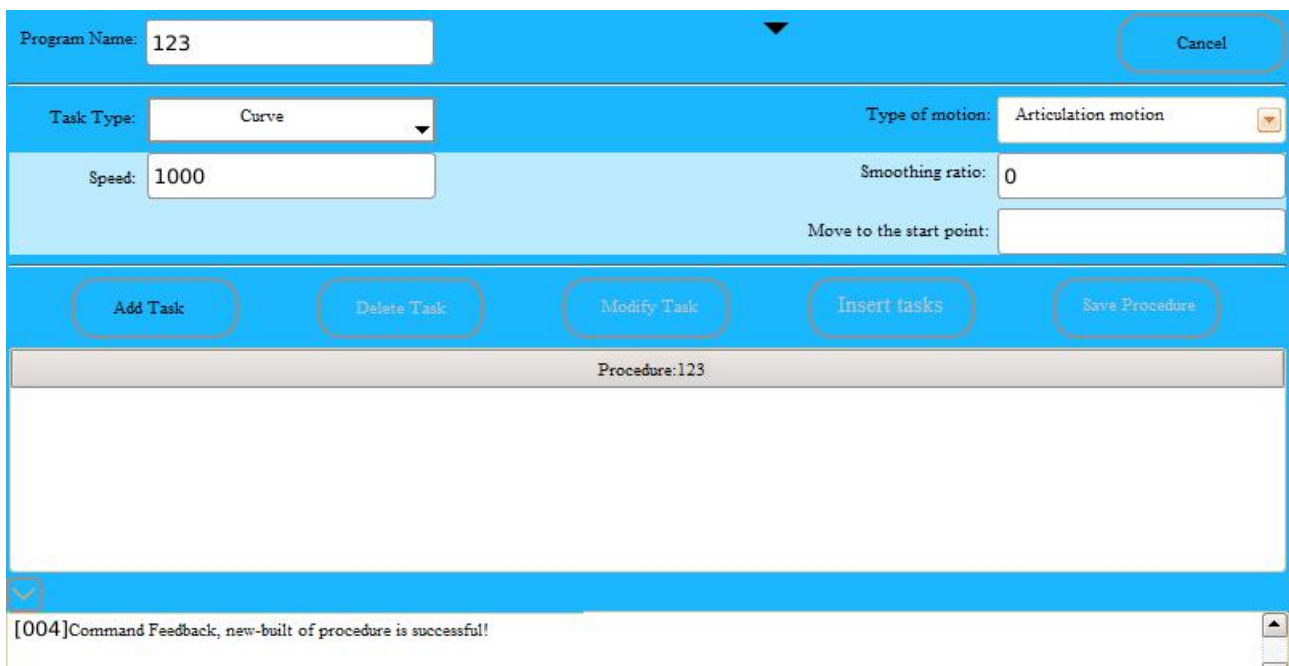 Program Name: 123 Cancel
Task Type: Curve Type of motion: Articulation motion
Speed: 1000 Smoothing ratio: 0
Move to the start point:
Add Task Delete Task Modify Task Insert tasks Save Procedure
Procedure:123
[004]Command Feedback, new-built of procedure is successful!